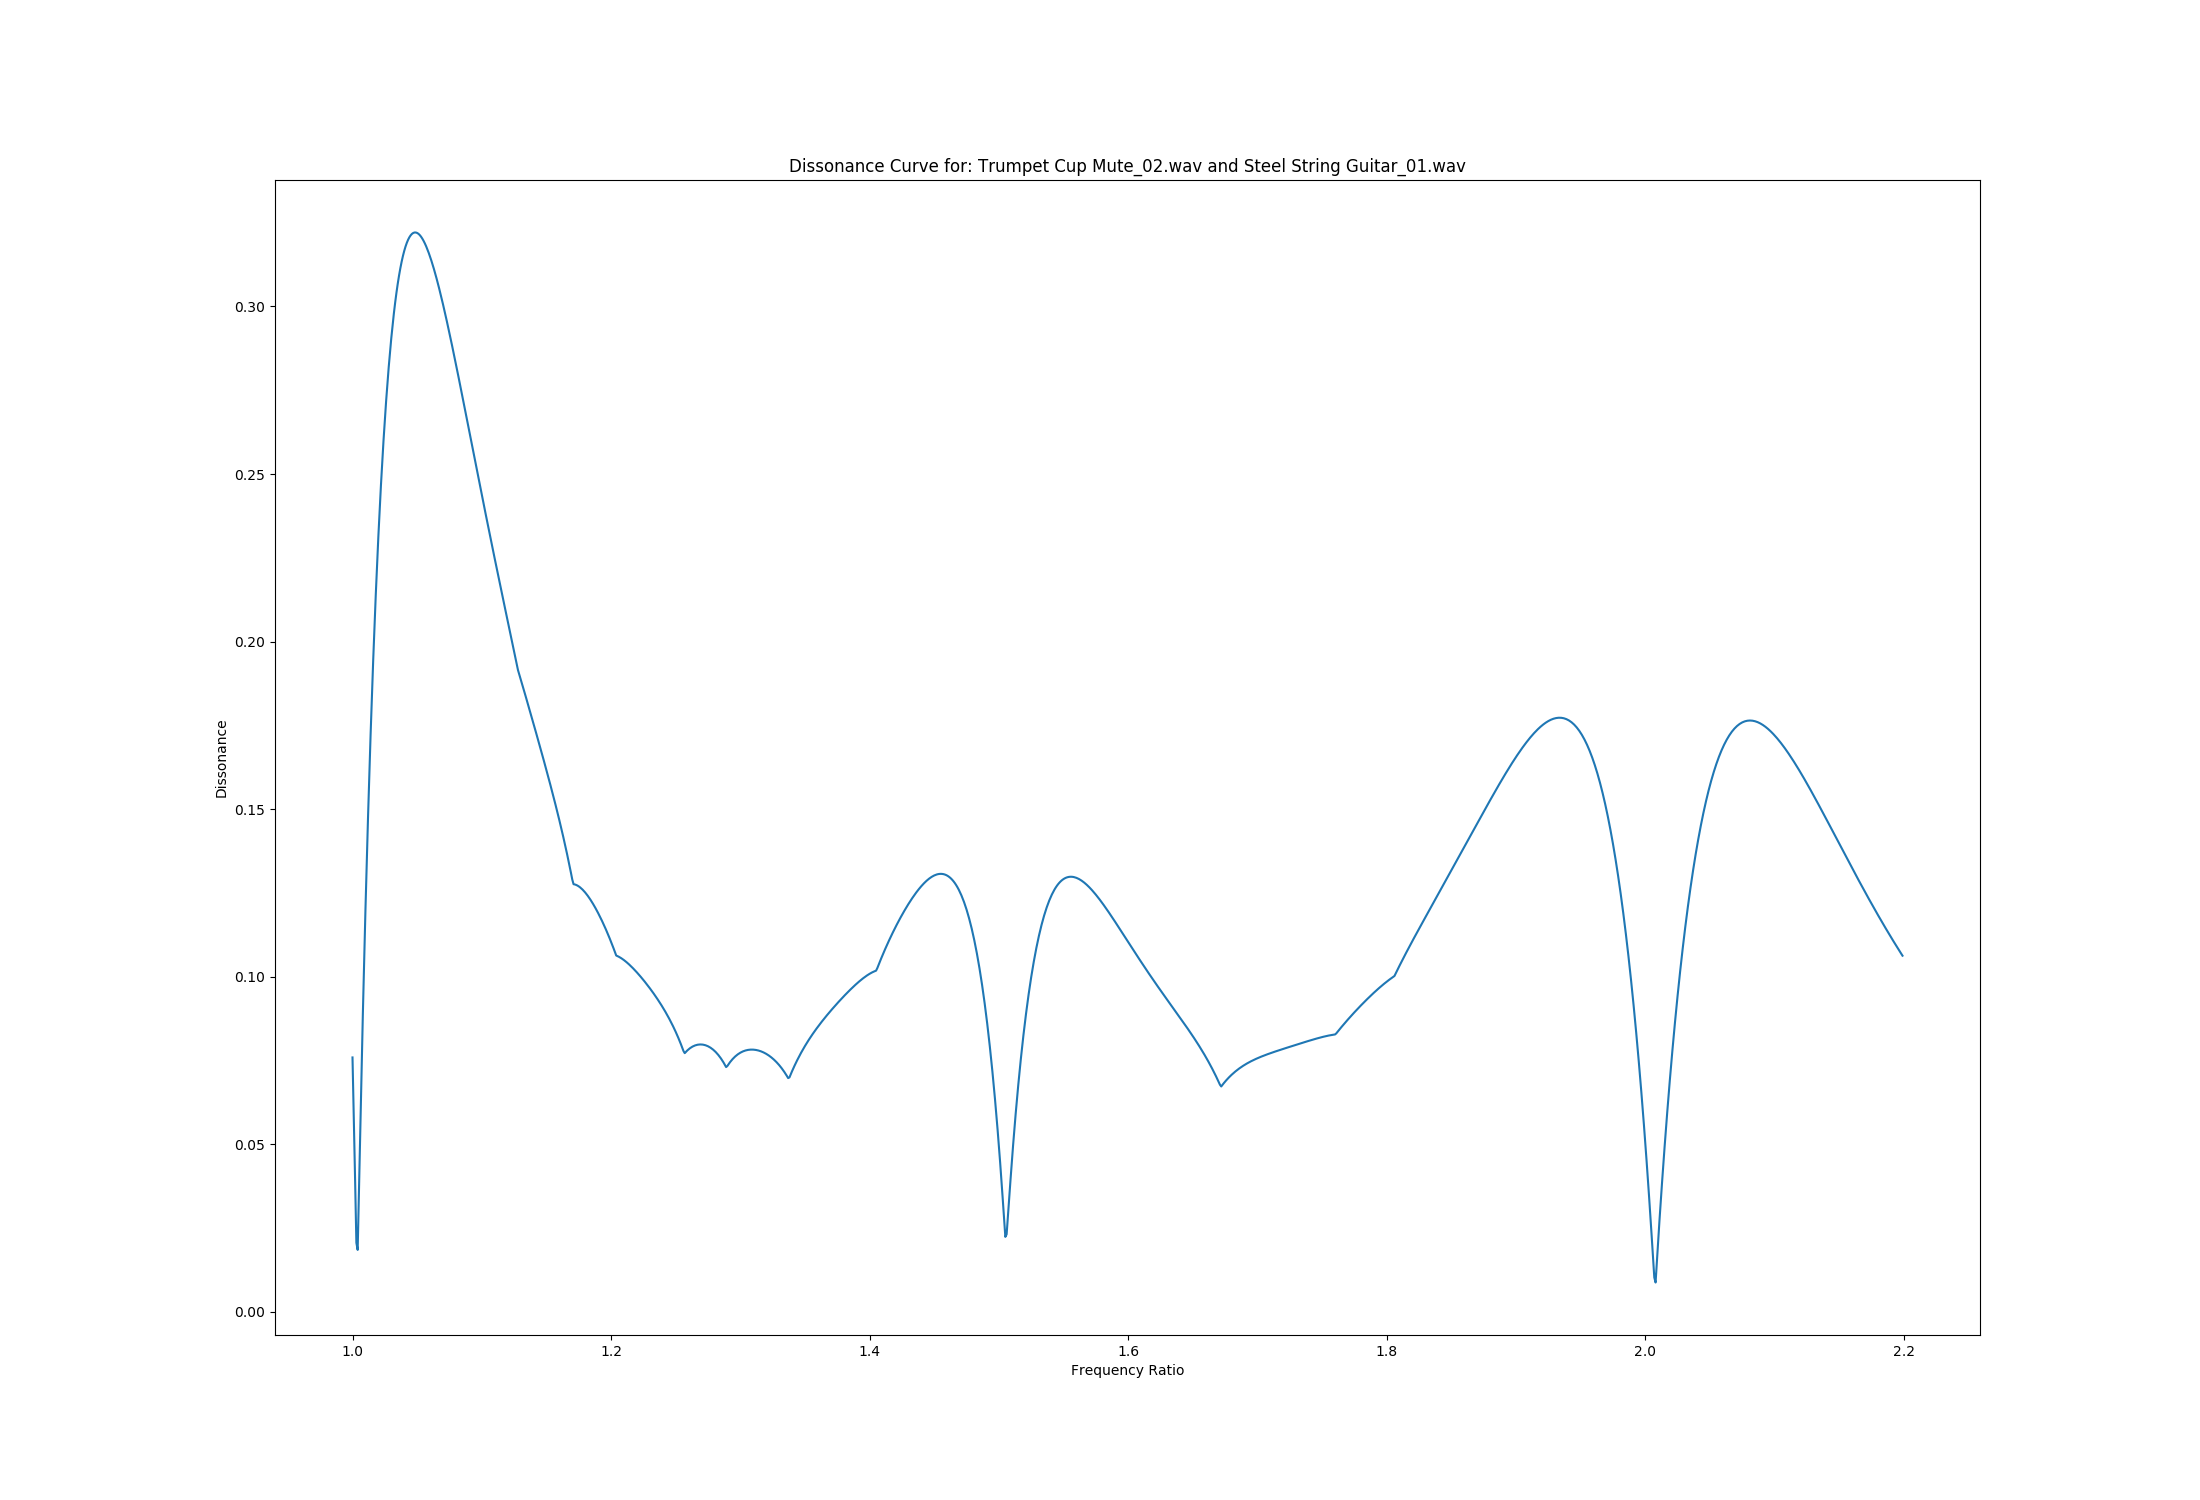 Dissonance Curve for: Trumpet Cup Mute_02.wav and Steel String Guitar_01.wav
0.30
0.25
0.20
0.15
0.10
0.05
0.00
Dissonance
1.0 1.2 1.4 1.6 1.8 2.0 2.2
Frequency Ratio